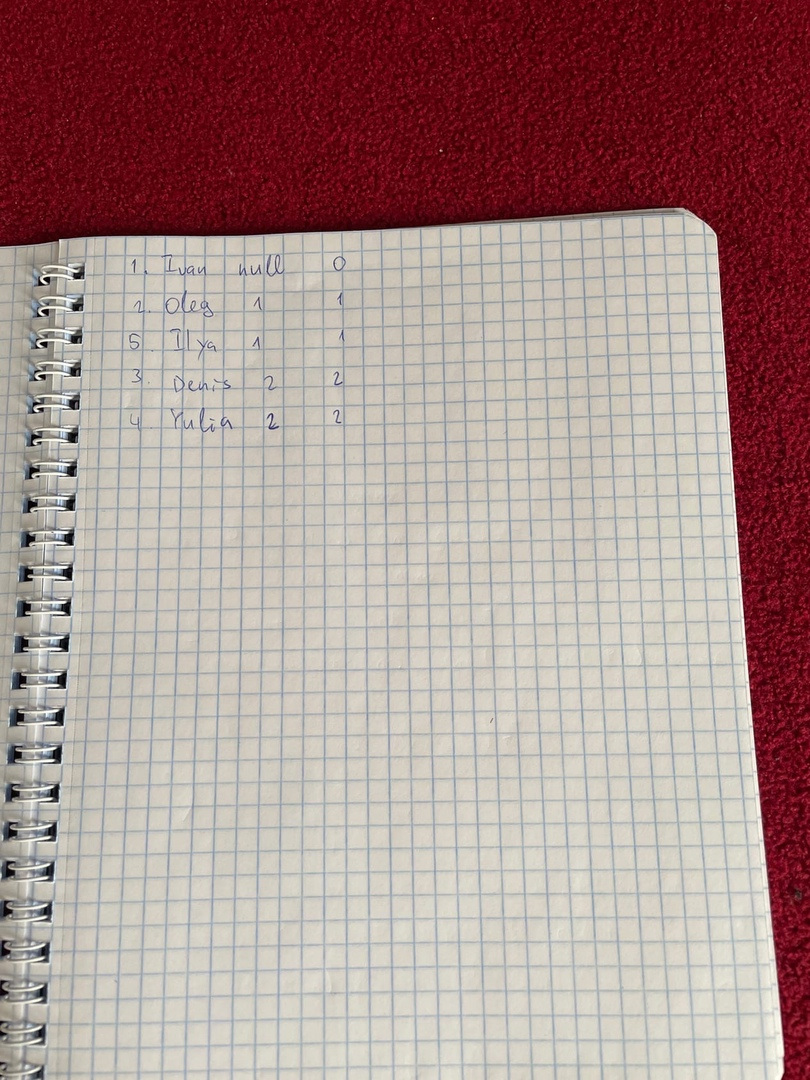 1. Ivan null 0
2. Oleg 1 1
5. Ilya 1 1
3. Denis 2 2
4. Yulia 2 2